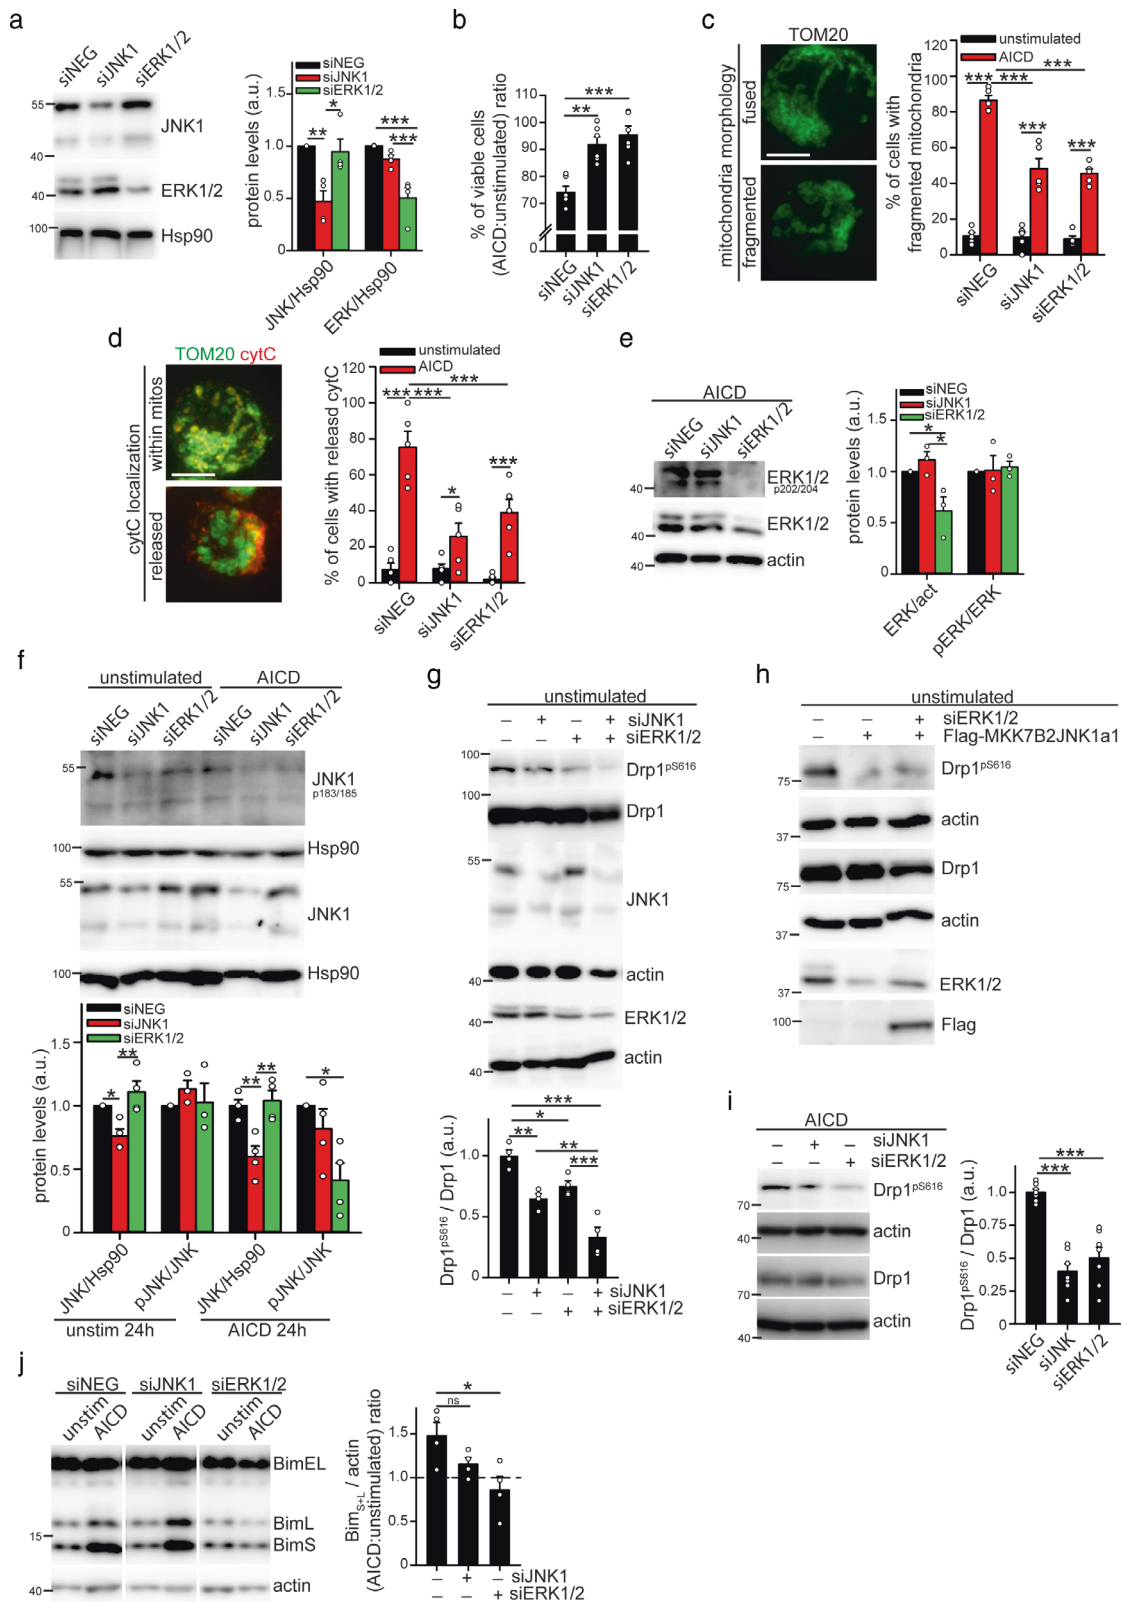 a
siNEG
siJNK1
siERK1/2
55
JNK1
40
40
ERK1/2
100
Hsp90
siNEG
siJNK1
siERK1/2
protein levels (a.u.)
1.5
1.0
0.5
0
**
*
***
***
JNK/Hsp90
ERK/Hsp90
b
% of viable cells
(AICD:unstimulated) ratio
110
100
90
80
70
***
**
siNEG
siJNK1
siERK1/2
c
TOM20
mitochondria morphology
fused
fragmented
unstimulated
AICD
% of cells with
fragmented mitochondria
120
100
80
60
40
20
0
***
***
***
***
***
siNEG
siJNK1
siERK1/2
d
TOM20 cytC
cytC localization
within mitos
released
unstimulated
AICD
% of cells with releasd cytC
120
100
80
60
40
20
0
***
***
***
*
***
siNEG
siJNK1
siERK1/2
e
AICD
siNEG
siJNK1
siERK1/2
ERK1/2
p202/204
40
ERK1/2
40
actin
40
siNEG
siJNK1
siERK1/2
protein levels (a.u.)
1.5
1.0
0.5
0
*
*
ERK/act
pERK/ERK
f
unstimulated
AICD
siNEG
siJNK1
siERK1/2
siNEG
siJNK1
siERK1/2
55
JNK1
p183/185
100
Hsp90
55
JNK1
100
Hsp90
siNEG
siJNK1
siERK1/2
protein levels (a.u.)
1.5
1.0
0.5
0
*
**
**
**
*
JNK/Hsp90
pJNK/JNK
JNK/Hsp90
pJNK/JNK
unstim 24h
AICD 24h
g
unstimulated
– + – + siJNK1
– – + + siERK1/2
100
Drp1pS616
100
Drp1
55
JNK1
actin
40
ERK1/2
40
actin
40
Drp1pS616 / Drp1 (a.u.)
1.0
0.5
0
***
*
**
**
***
– + – + siJNK1
– – + + siERK1/2
h
unstimulated
– – + siERK1/2
– + + Flag-MKK7B2JNK1a1
Drp1pS616
75
actin
37
Drp1
75
actin
37
ERK1/2
37
100
Flag
i
AICD
– + – siJNK1
– – + siERK1/2
Drp1pS616
70
actin
40
Drp1
70
actin
40
Drp1pS616 / Drp1 (a.u.)
1.0
0.75
0.5
0.25
0
***
***
siNEG
siJNK
siERK1/2
j
siNEG
siJNK1
siERK1/2
unstim
AICD
unstim
AICD
unstim
AICD
BimEL
BimL
15
BimS
actin
40
BimS+L / actin
(AICD:unstimulated) ratio
1.5
1.0
0.5
0
*
ns
– + – siJNK1
– – + siERK1/2